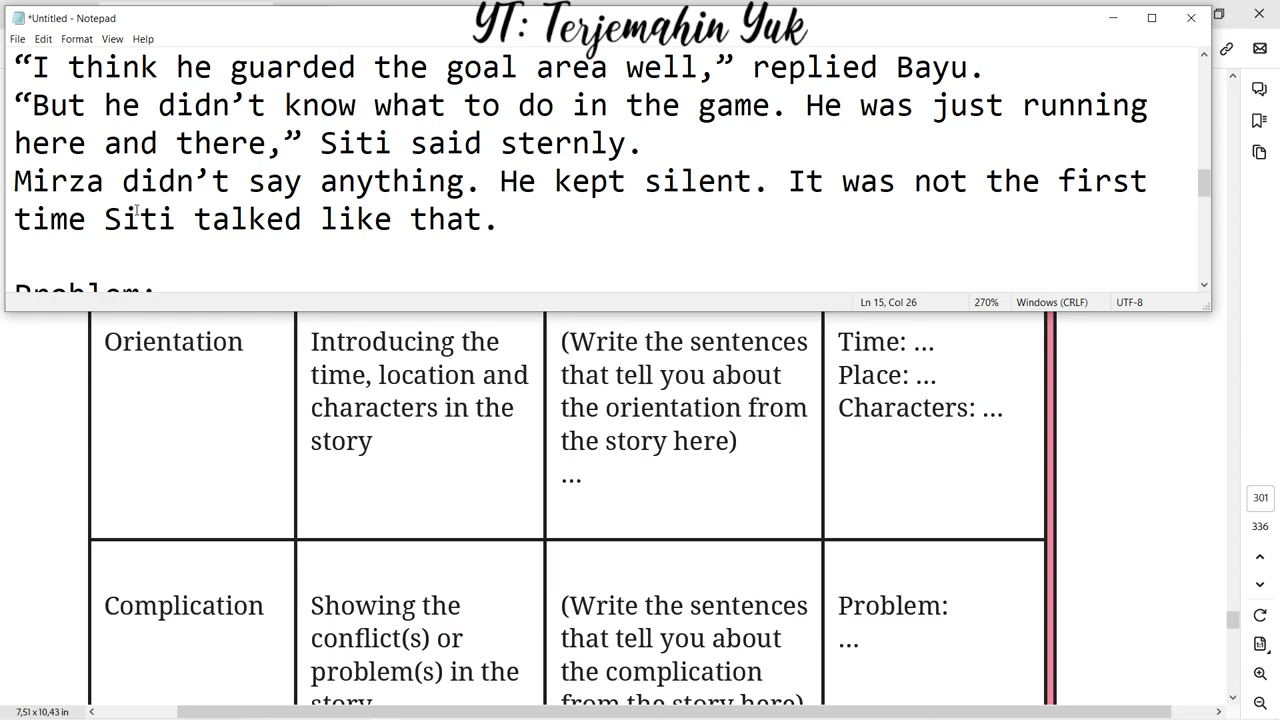 YT: Terjemahin Yuk
*Untitled - Notepad
File Edit Format View Help
“I think he guarded the goal area well,” replied Bayu.
“But he didn’t know what to do in the game. He was just running
here and there,” Siti said sternly.
Mirza didn’t say anything. He kept silent. It was not the first
time Siti talked like that.
Problem:
Ln 15, Col 26 270% Windows (CRLF) UTF-8
Orientation
Introducing the
time, location and
characters in the
story
(Write the sentences
that tell you about
the orientation from
the story here)
...
Time: ...
Place: ...
Characters: ...
Complication
Showing the
conflict(s) or
problem(s) in the
story
(Write the sentences
that tell you about
the complication
from the story here)
Problem:
...
301
336
7,51 x 10,43 in